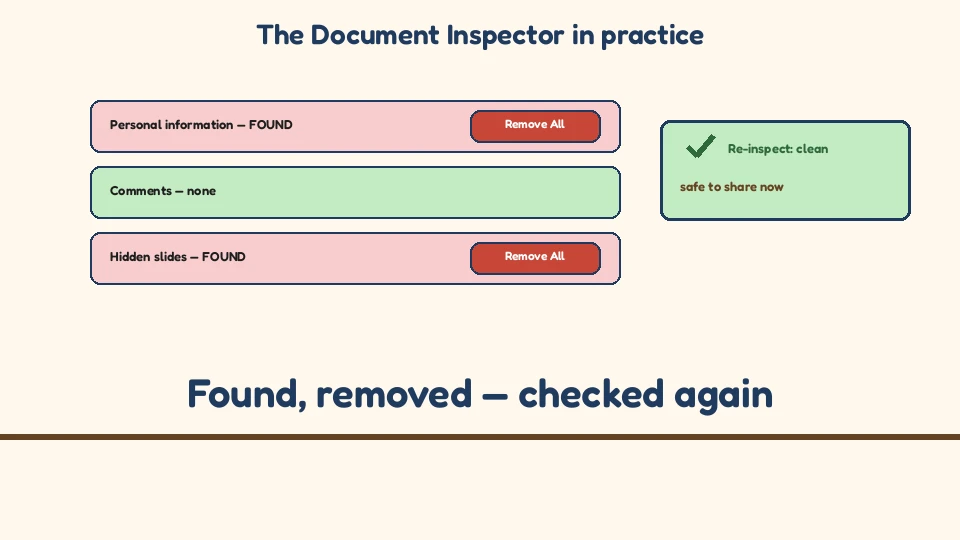 The Document Inspector in practice
Personal information — FOUND
Remove All
Comments — none
Hidden slides — FOUND
Remove All
Re-inspect: clean
safe to share now
Found, removed — checked again